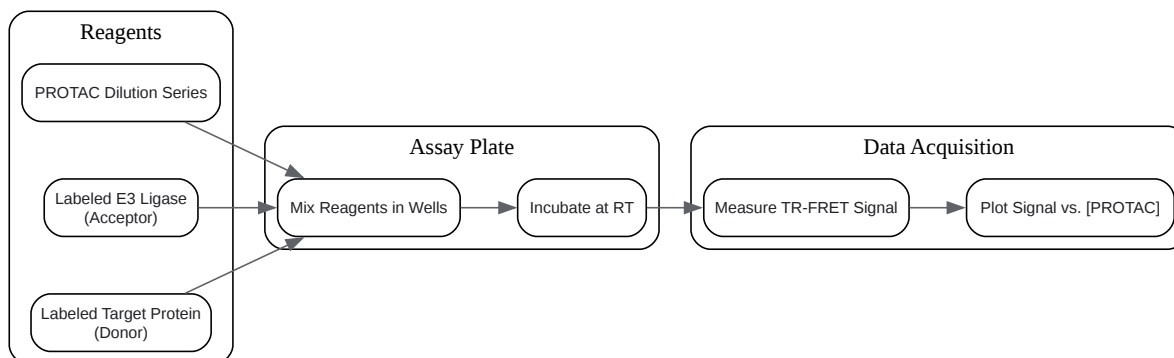 Reagents
PROTAC Dilution Series
Labeled E3 Ligase
(Acceptor)
Labeled Target Protein
(Donor)
Assay Plate
Mix Reagents in Wells
Incubate at RT
Data Acquisition
Measure TR-FRET Signal
Plot Signal vs. [PROTAC]